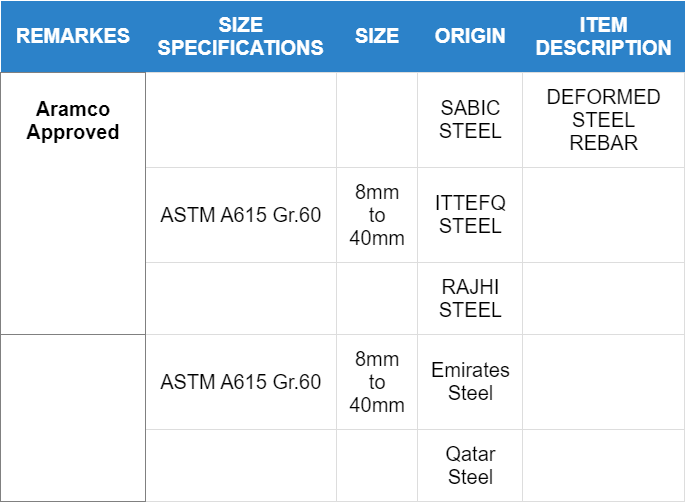 REMARKES
SIZE
SPECIFICATIONS
SIZE
ORIGIN
ITEM
DESCRIPTION
Aramco
Approved
SABIC
STEEL
DEFORMED
STEEL
REBAR
ASTM A615 Gr.60
8mm
to
40mm
ITTEFQ
STEEL
RAJHI
STEEL
ASTM A615 Gr.60
8mm
to
40mm
Emirates
Steel
Qatar
Steel